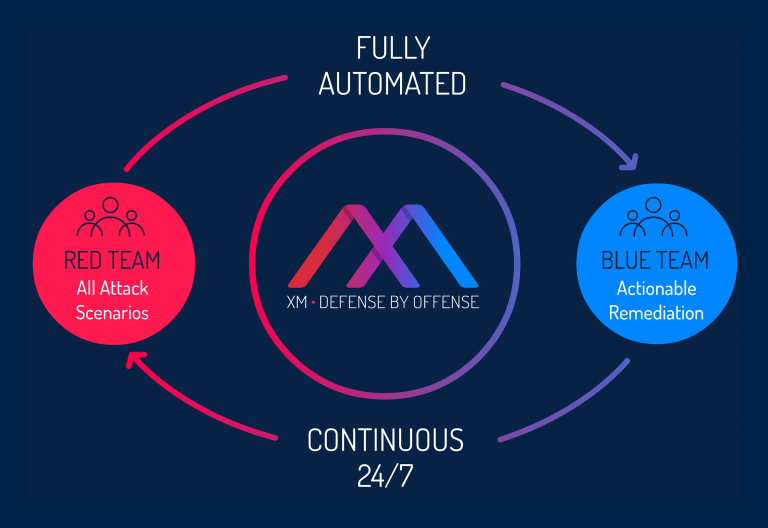 FULLY
AUTOMATED
RED TEAM
All Attack
Scenarios
XM • DEFENSE BY OFFENSE
BLUE TEAM
Actionable
Remediation
CONTINUOUS
24/7